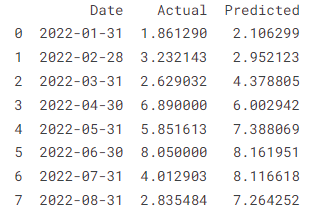 Date Actual Predicted
0 2022-01-31 1.861290 2.106299
1 2022-02-28 3.232143 2.952123
2 2022-03-31 2.629032 4.378805
3 2022-04-30 6.890000 6.002942
4 2022-05-31 5.851613 7.388069
5 2022-06-30 8.050000 8.161951
6 2022-07-31 4.012903 8.116618
7 2022-08-31 2.835484 7.264252